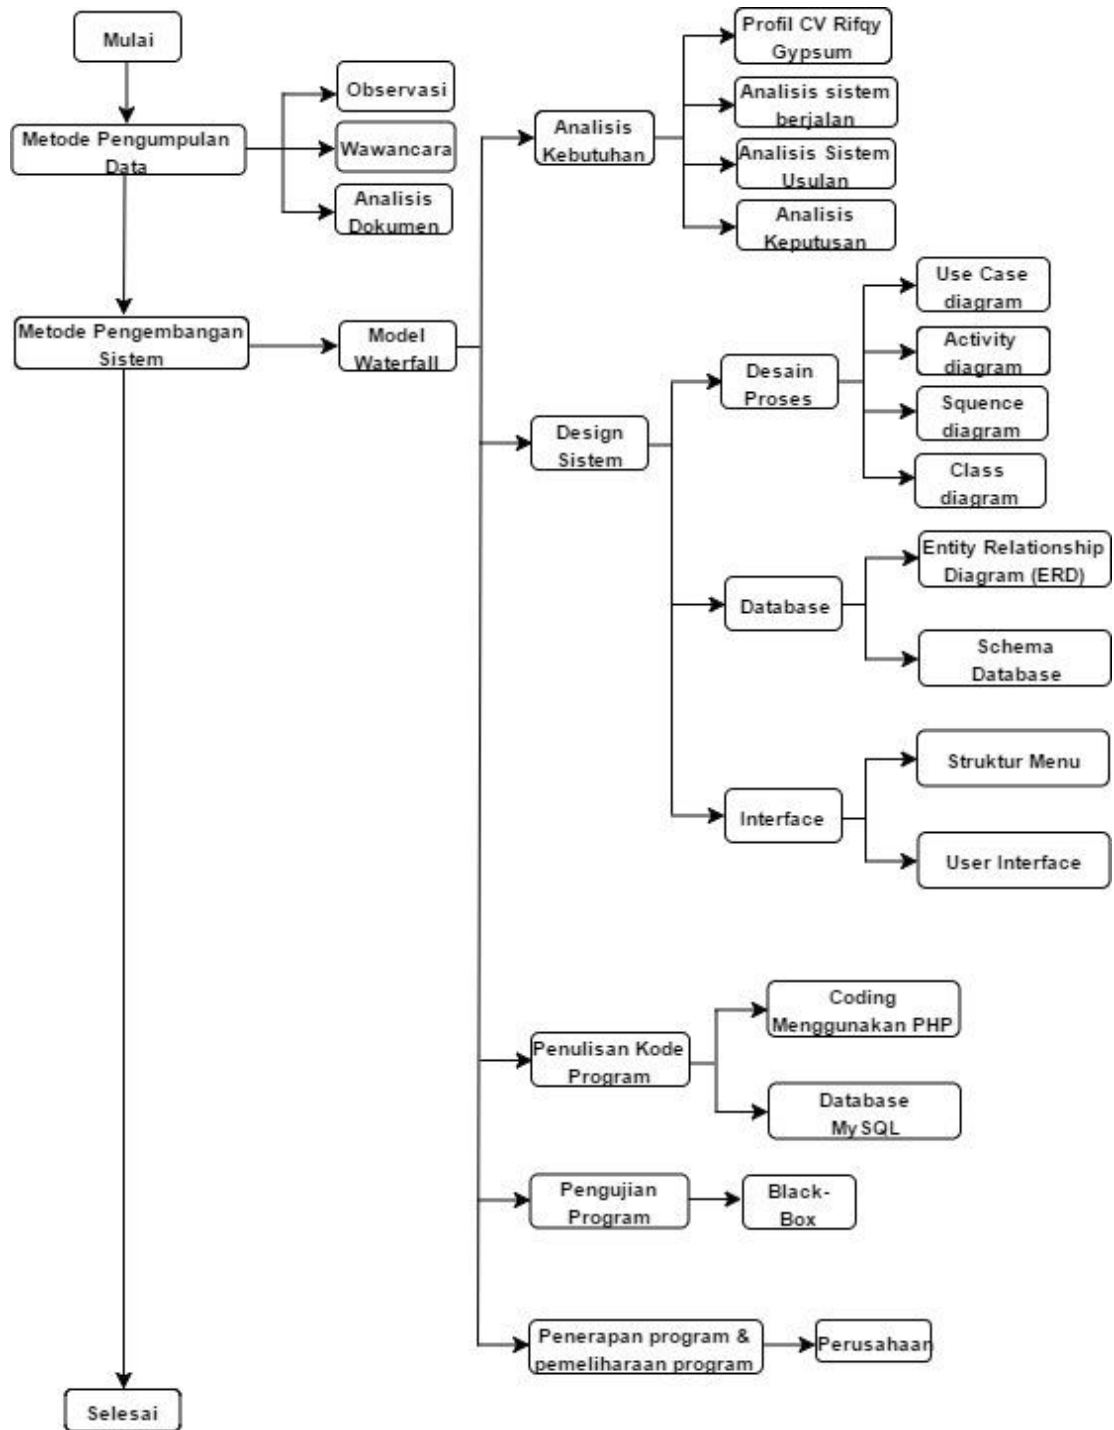 Mulai
Metode Pengumpulan
Data
Observasi
Wawancara
Analisis
Dokumen
Metode Pengembangan
Sistem
Model
Waterfall
Analisis
Kebutuhan
Profil CV Rifqy
Gypsum
Analisis sistem
berjalan
Analisis Sistem
Usulan
Analisis
Keputusan
Design
Sistem
Desain
Proses
Use Case
diagram
Activity
diagram
Squence
diagram
Class
diagram
Database
Entity Relationship
Diagram (ERD)
Schema
Database
Interface
Struktur Menu
User Interface
Penulisan Kode
Program
Coding
Menggunakan PHP
Database
MySQL
Pengujian
Program
Black-
Box
Penerapan program &
pemeliharaan program
Perusahaan
Selesai